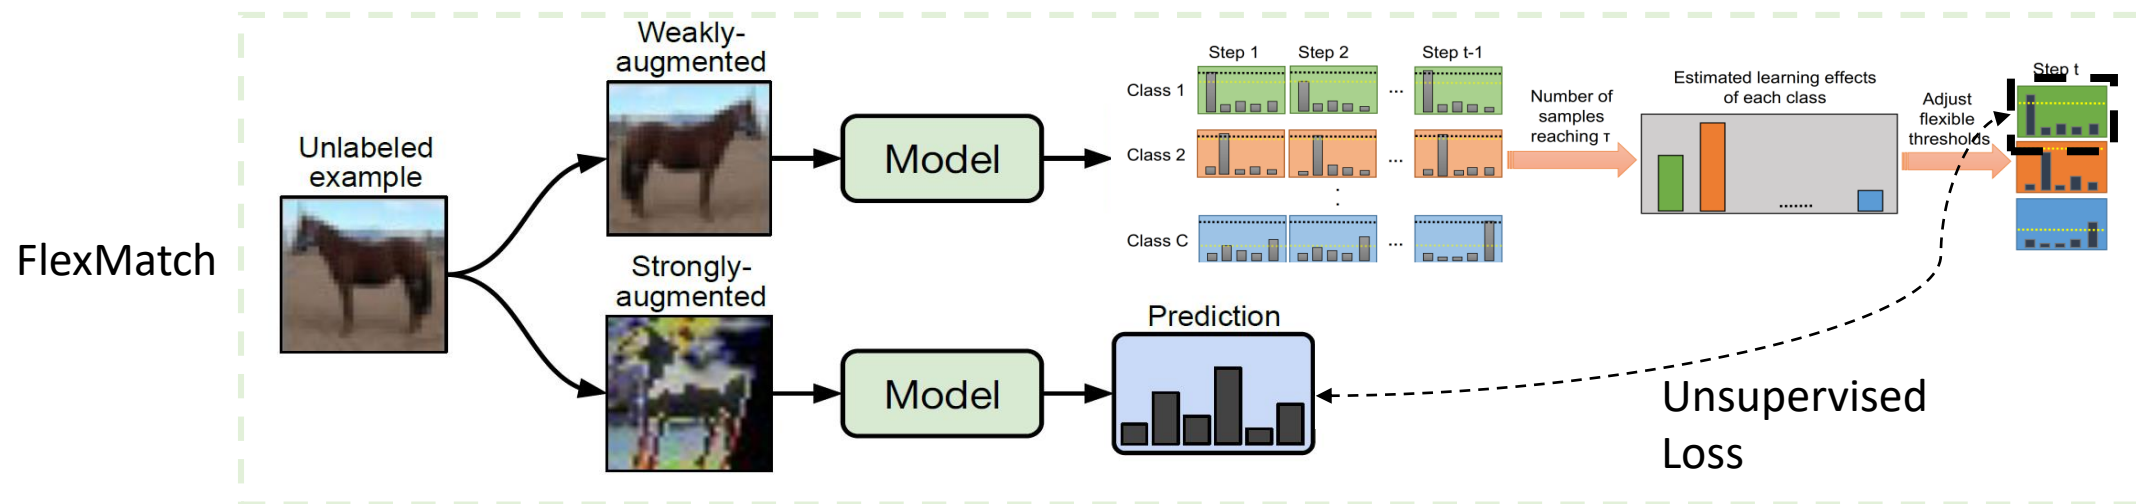 FlexMatch
Unlabeled
example
Weakly-
augmented
Strongly-
augmented
Model
Model
Prediction
Step 1
Step 2
Step t-1
Class 1
...
Class 2
...
Class C
...
Number of
samples
reaching τ
Estimated learning effects
of each class
.......
Adjust
flexible
thresholds
Step t
Unsupervised
Loss